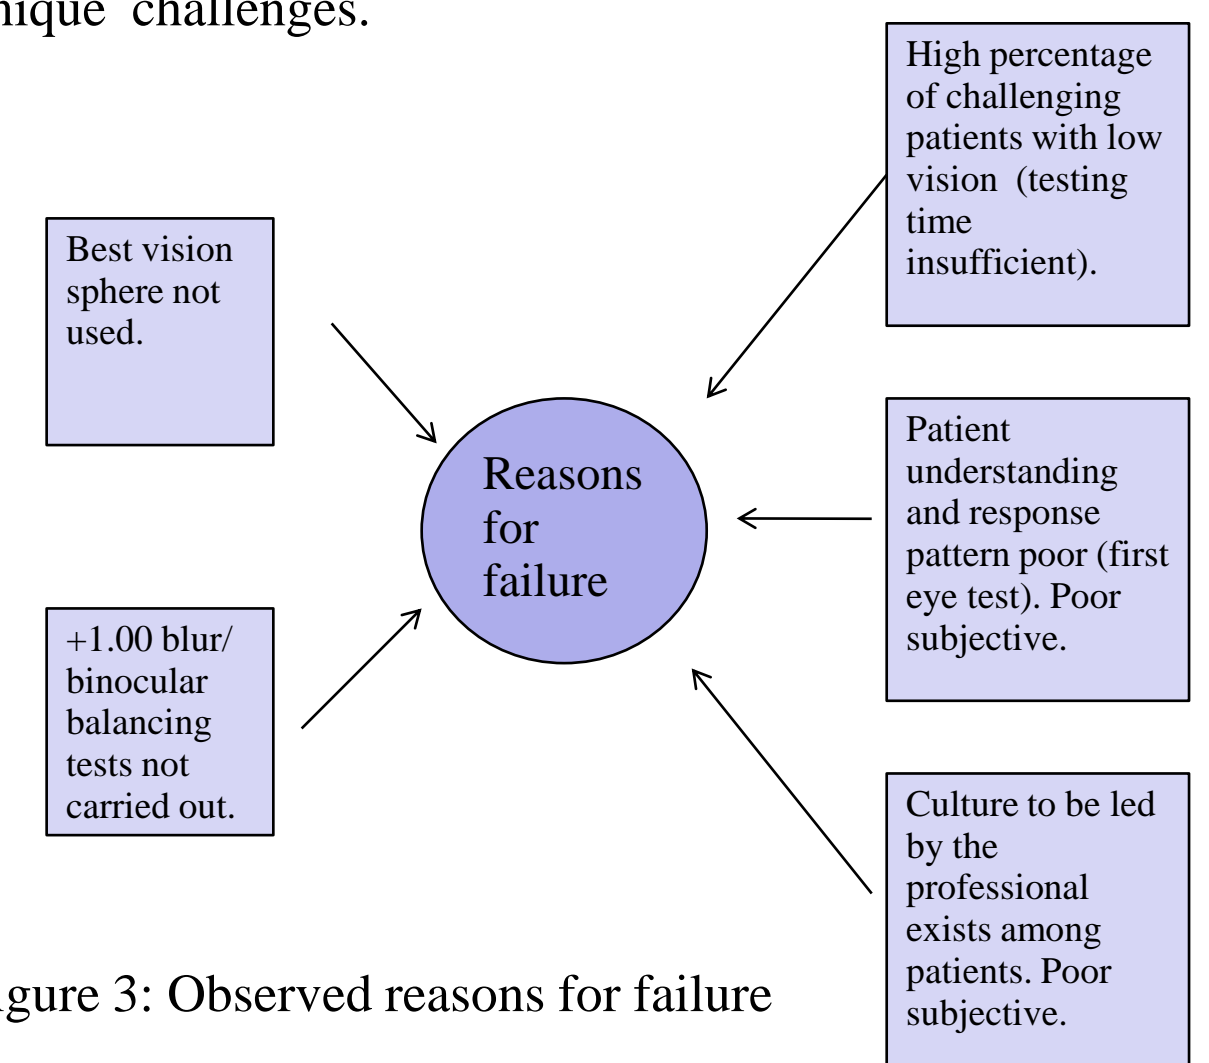 challenges.
High percentage
of challenging
patients with low
vision (testing
time
insufficient).
Best vision
sphere not
used.
Patient
understanding
and response
pattern poor (first
eye test). Poor
subjective.
Reasons
for
failure
+1.00 blur/
binocular
balancing
tests not
carried out.
Culture to be led
by the
professional
exists among
patients. Poor
subjective.
gure 3: Observed reasons for failure